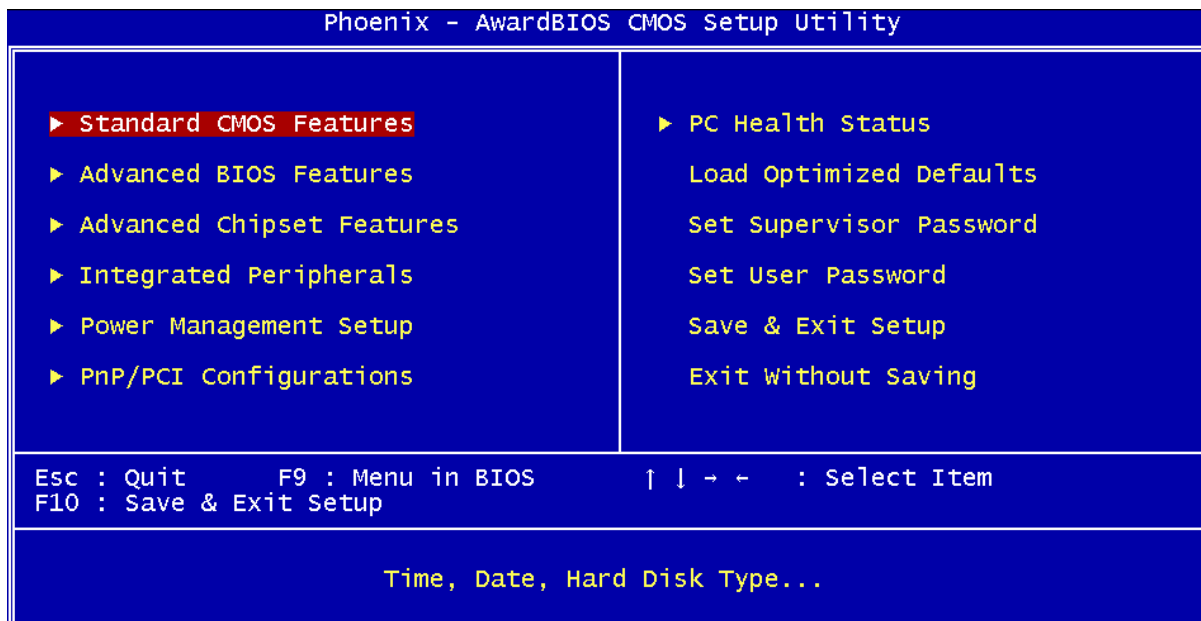 Phoenix - AwardBIOS CMOS Setup Utility
▶ Standard CMOS Features
▶ Advanced BIOS Features
▶ Advanced Chipset Features
▶ Integrated Peripherals
▶ Power Management Setup
▶ PnP/PCI Configurations
▶ PC Health Status
Load Optimized Defaults
Set Supervisor Password
Set User Password
Save & Exit Setup
Exit Without Saving
Esc : Quit F9 : Menu in BIOS ↑ ↓ → ← : Select Item
F10 : Save & Exit Setup
Time, Date, Hard Disk Type...